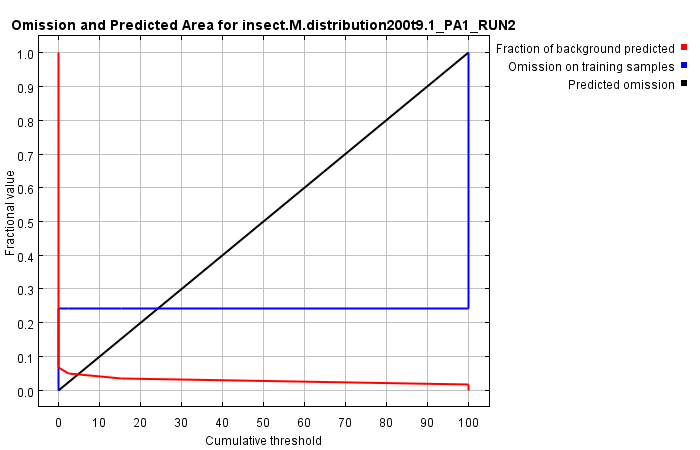 Omission and Predicted Area for insect.M.distribution200t9.1_PA1_RUN2
Fraction of background predicted
Omission on training samples
Predicted omission
Fractional value
1.0
0.9
0.8
0.7
0.6
0.5
0.4
0.3
0.2
0.1
0.0
0 10 20 30 40 50 60 70 80 90 100
Cumulative threshold